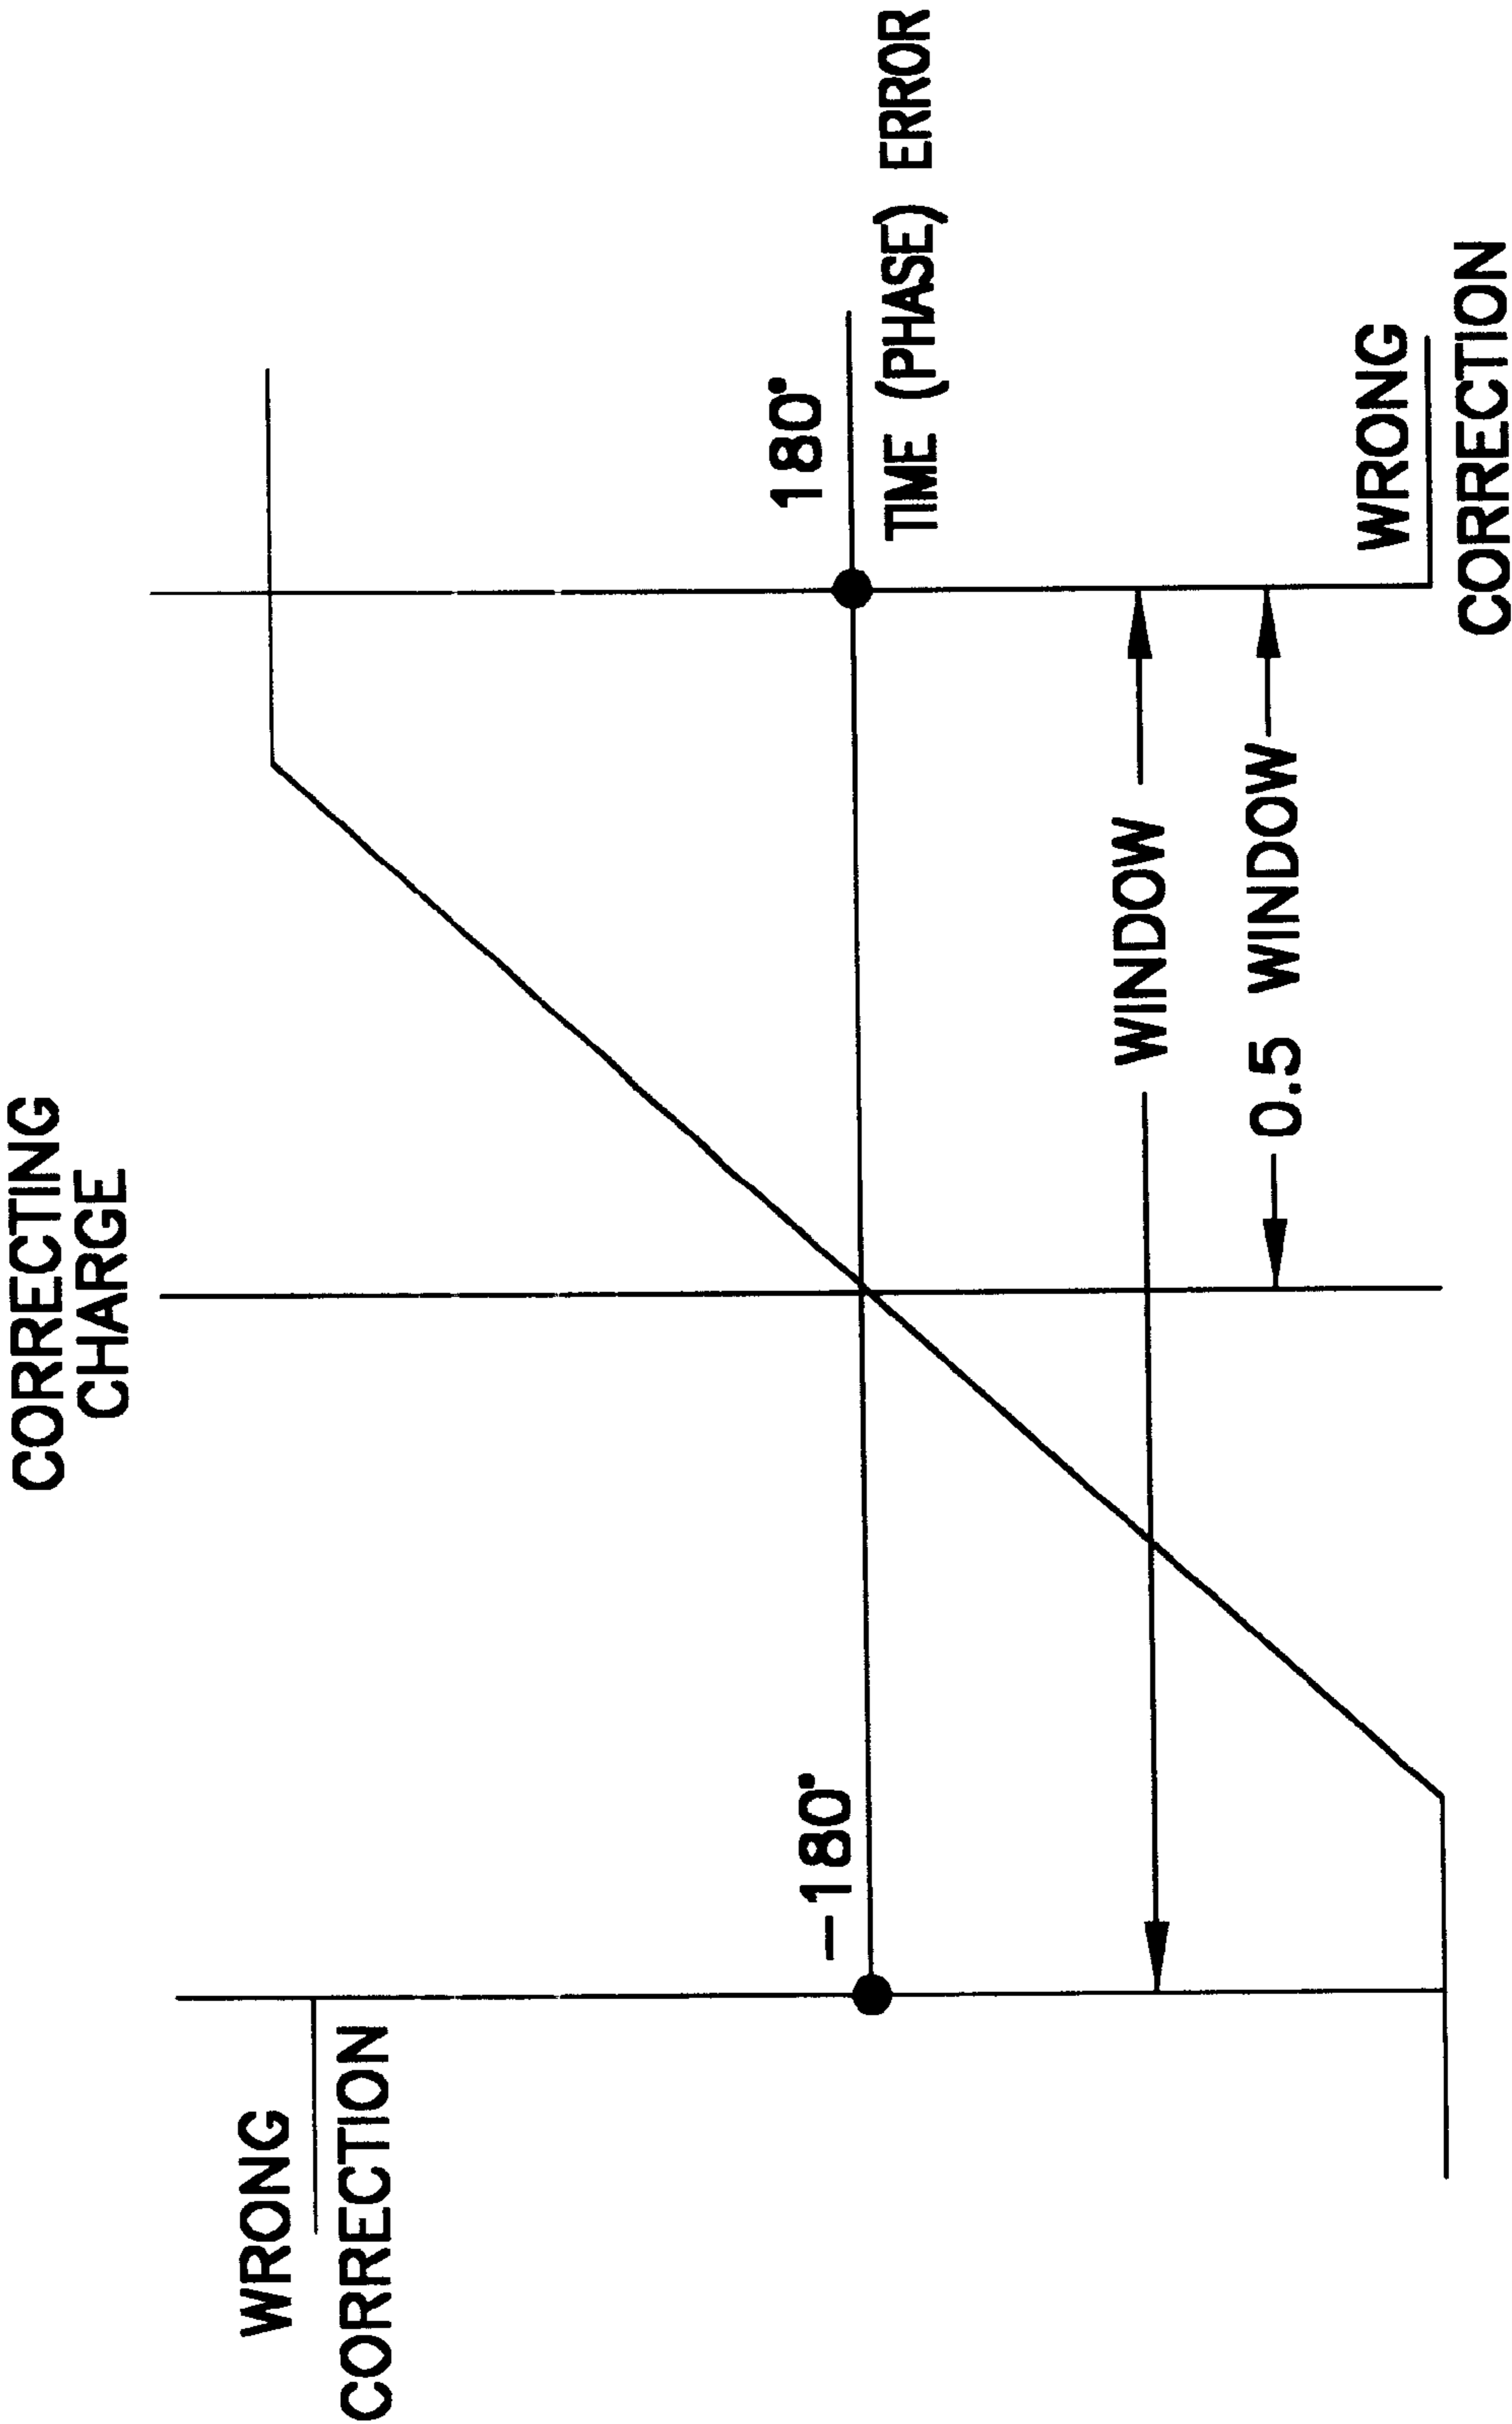 CORRECTING
CHARGE
WRONG
CORRECTION
-180°
180°
TIME (PHASE) ERROR
WINDOW
0.5 WINDOW
WRONG
CORRECTION